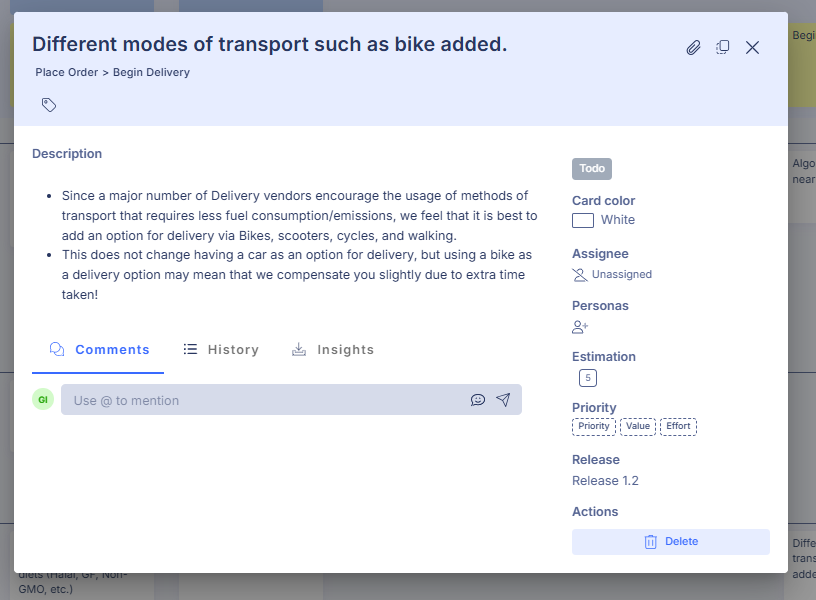 Different modes of transport such as bike added.
Place Order > Begin Delivery
Description
Since a major number of Delivery vendors encourage the usage of methods of
transport that requires less fuel consumption/emissions, we feel that it is best to
add an option for delivery via Bikes, scooters, cycles, and walking.
This does not change having a car as an option for delivery, but using a bike as
a delivery option may mean that we compensate you slightly due to extra time
taken!
Comments History Insights
GI Use @ to mention
Todo
Card color
White
Assignee
Unassigned
Personas
Estimation
5
Priority
Priority Value Effort
Release
Release 1.2
Actions
Delete
Begi
Algo
near
Diffe
trans
adde
diets (Halal, GF, Non-
GMO, etc.)